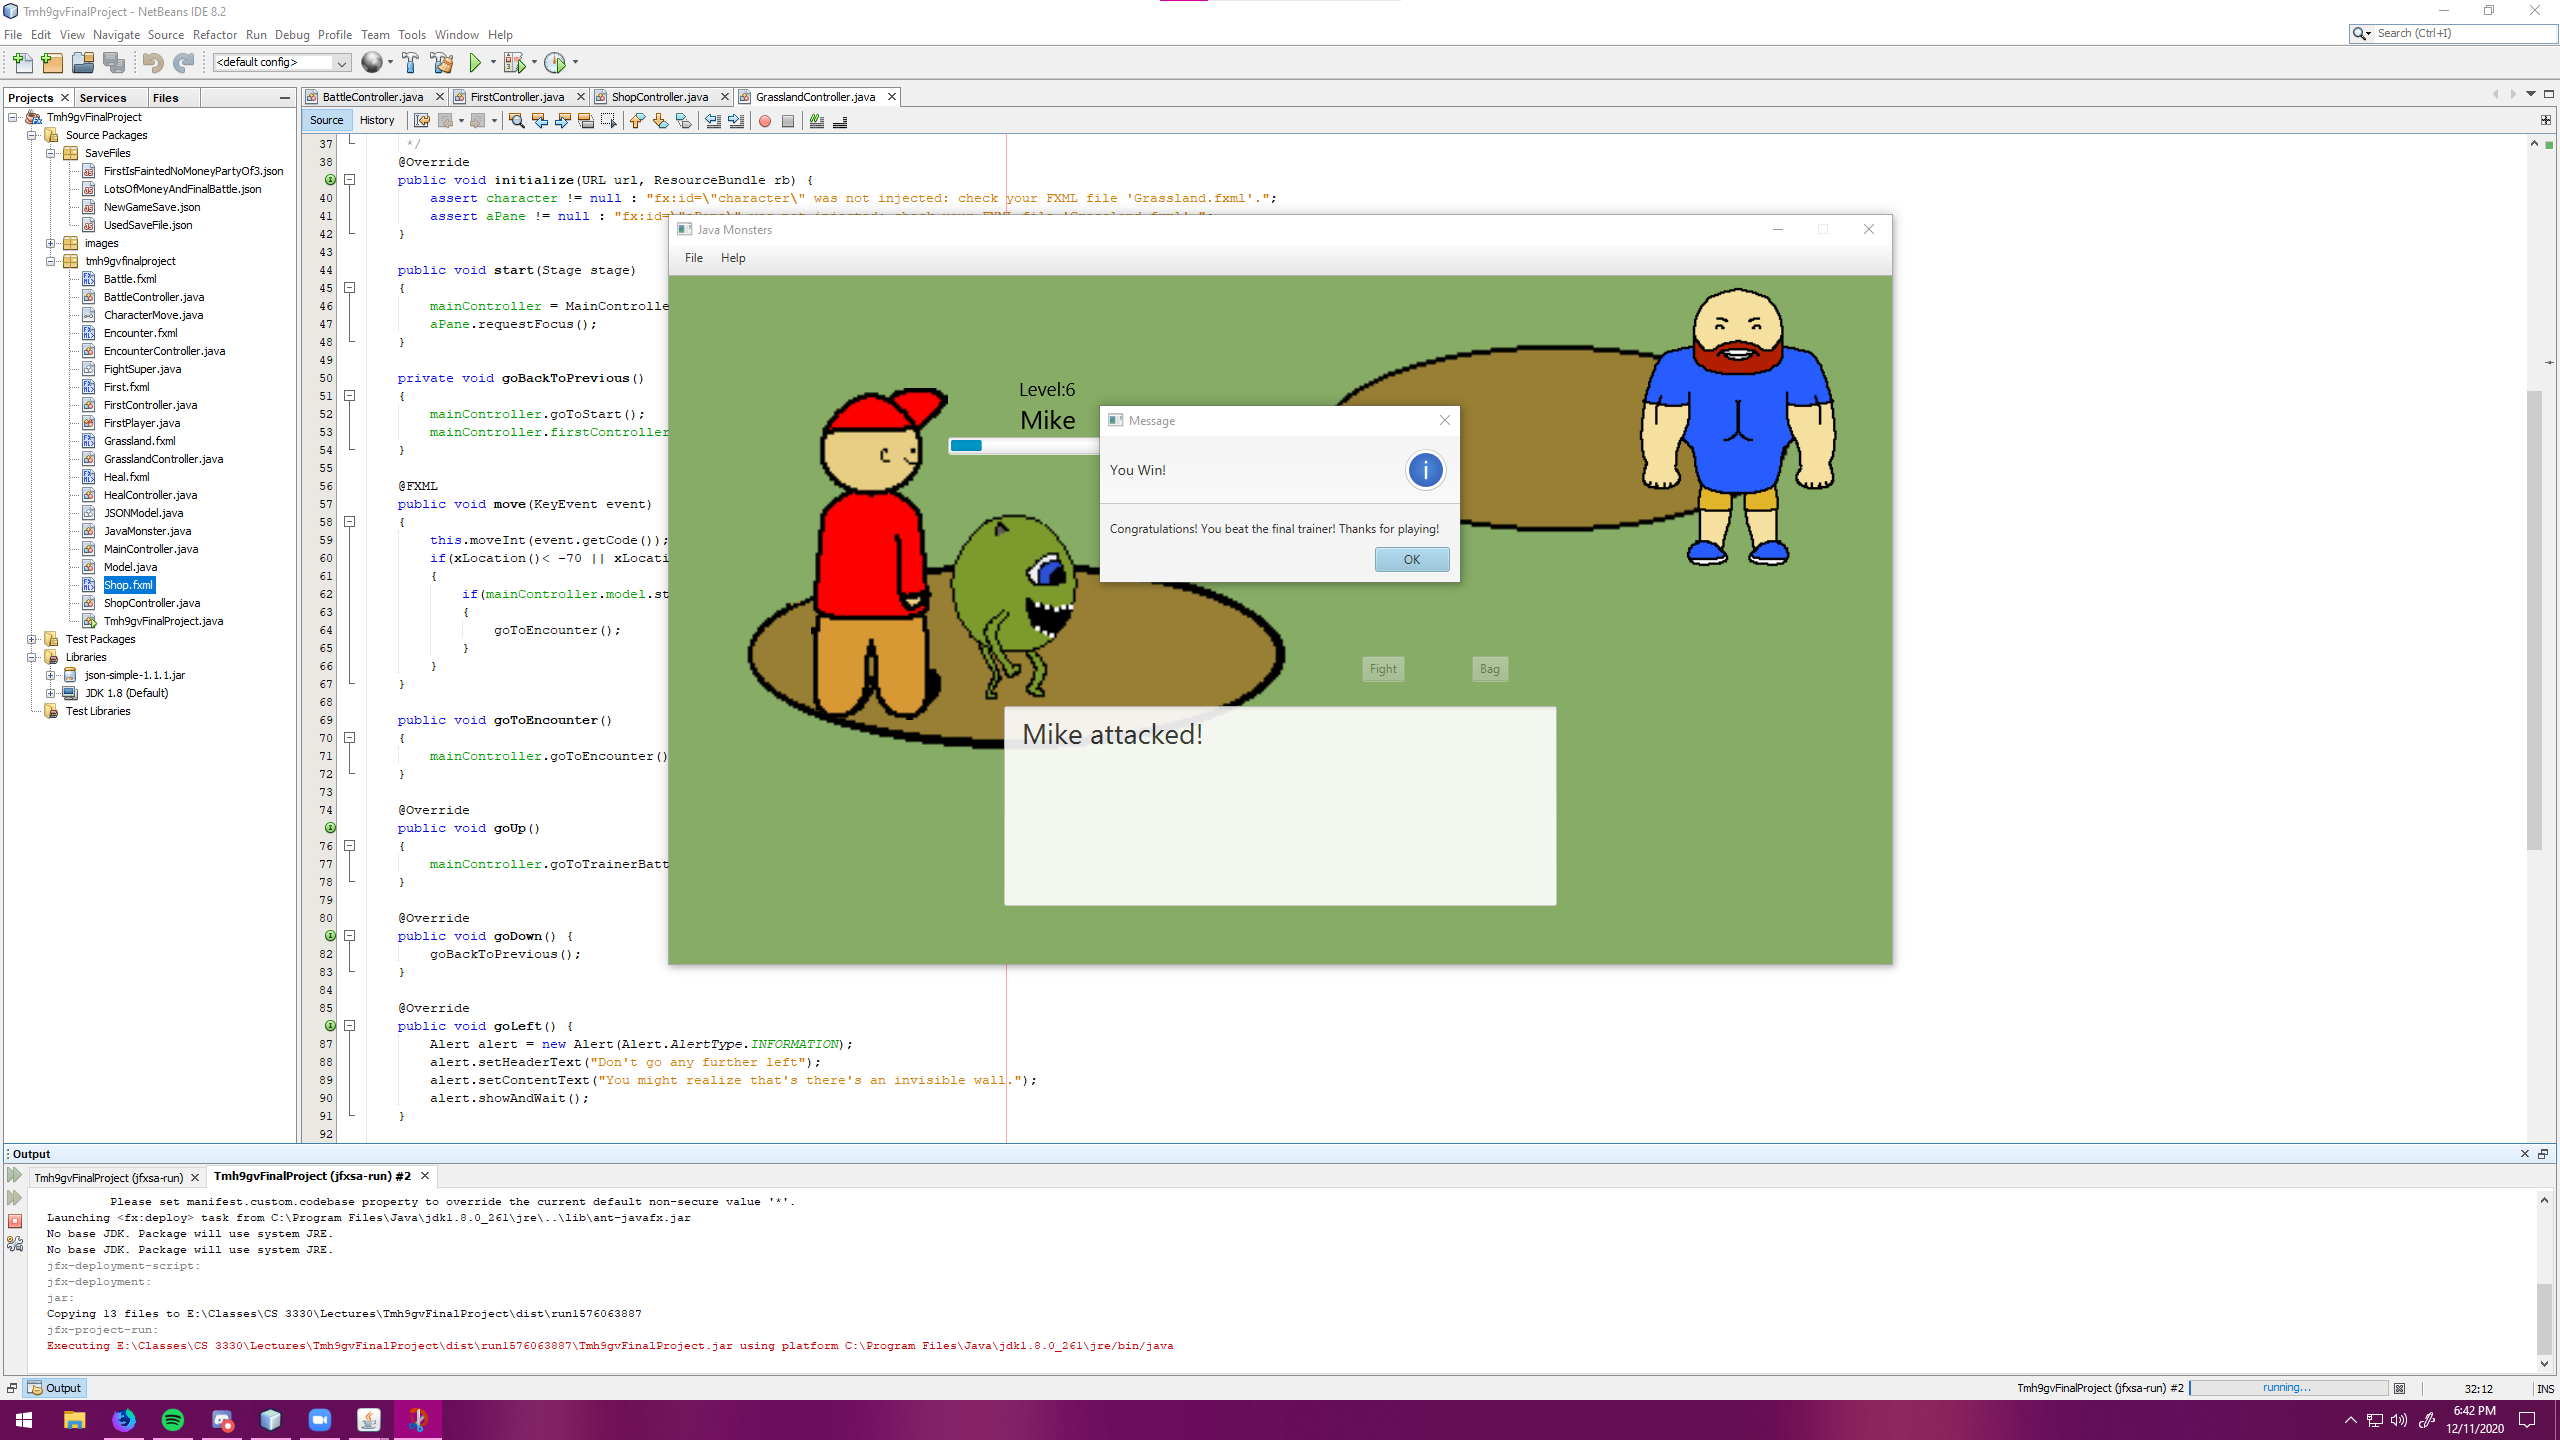 Tmh9gvFinalProject - NetBeans IDE 8.2
File Edit View Navigate Source Refactor Run Debug Profile Team Tools Window Help
Search (Ctrl+I)
<default config>
Projects Services Files
BattleController.java FirstController.java ShopController.java GrasslandController.java
Source History
Tmh9gvFinalProject
Source Packages
SaveFiles
FirstIsFaintedNoMoneyPartyOf3.json
LotsOfMoneyAndFinalBattle.json
NewGameSave.json
UsedSaveFile.json
images
tmh9gvfinalproject
Battle.fxml
BattleController.java
CharacterMove.java
Encounter.fxml
EncounterController.java
FightSuper.java
First.fxml
FirstController.java
FirstPlayer.java
Grassland.fxml
GrasslandController.java
Heal.fxml
HealController.java
JSONModel.java
JavaMonster.java
MainController.java
Model.java
Shop.fxml
ShopController.java
Tmh9gvFinalProject.java
Test Packages
Libraries
json-simple-1.1.1.jar
JDK 1.8 (Default)
Test Libraries
37 */
38 @Override
public void initialize(URL url, ResourceBundle rb) {
40 assert character != null : "fx:id=\"character\" was not injected: check your FXML file 'Grassland.fxml'.";
41 assert aPane != null : "fx:id=\"aPane\" was not injected: check your FXML file 'Grassland.fxml'.";
42 }
43
44 public void start(Stage stage)
45 {
46 mainController = MainControlle
47 aPane.requestFocus();
48 }
49
50 private void goBackToPrevious()
51 {
52 mainController.goToStart();
53 mainController.firstController
54 }
55
56 @FXML
57 public void move(KeyEvent event)
58 {
59 this.moveInt(event.getCode());
60 if(xLocation()< -70 || xLocati
61 {
62 if(mainController.model.st
63 {
64 goToEncounter();
65 }
66 }
67 }
68
69 public void goToEncounter()
70 {
71 mainController.goToEncounter()
72 }
73
74 @Override
public void goUp()
76 {
77 mainController.goToTrainerBatt
78 }
79
80 @Override
public void goDown() {
82 goBackToPrevious();
83 }
84
85 @Override
public void goLeft() {
87 Alert alert = new Alert(Alert.AlertType.INFORMATION);
88 alert.setHeaderText("Don't go any further left");
89 alert.setContentText("You might realize that's there's an invisible wall.");
90 alert.showAndWait();
91 }
92
Java Monsters
File Help
Level:6
Mike
Message
You Win!
Congratulations! You beat the final trainer! Thanks for playing!
OK
Fight Bag
Mike attacked!
Output
Tmh9gvFinalProject (jfxsa-run) Tmh9gvFinalProject (jfxsa-run) #2
Please set manifest.custom.codebase property to override the current default non-secure value '*'.
Launching <fx:deploy> task from C:\Program Files\Java\jdk1.8.0_261\jre\..\lib\ant-javafx.jar
No base JDK. Package will use system JRE.
No base JDK. Package will use system JRE.
jfx-deployment-script:
jfx-deployment:
jar:
Copying 13 files to E:\Classes\CS 3330\Lectures\Tmh9gvFinalProject\dist\run1576063887
jfx-project-run:
Executing E:\Classes\CS 3330\Lectures\Tmh9gvFinalProject\dist\run1576063887\Tmh9gvFinalProject.jar using platform C:\Program Files\Java\jdk1.8.0_261\jre/bin/java
Output
Tmh9gvFinalProject (jfxsa-run) #2 running... 32:12 INS
6:42 PM
12/11/2020